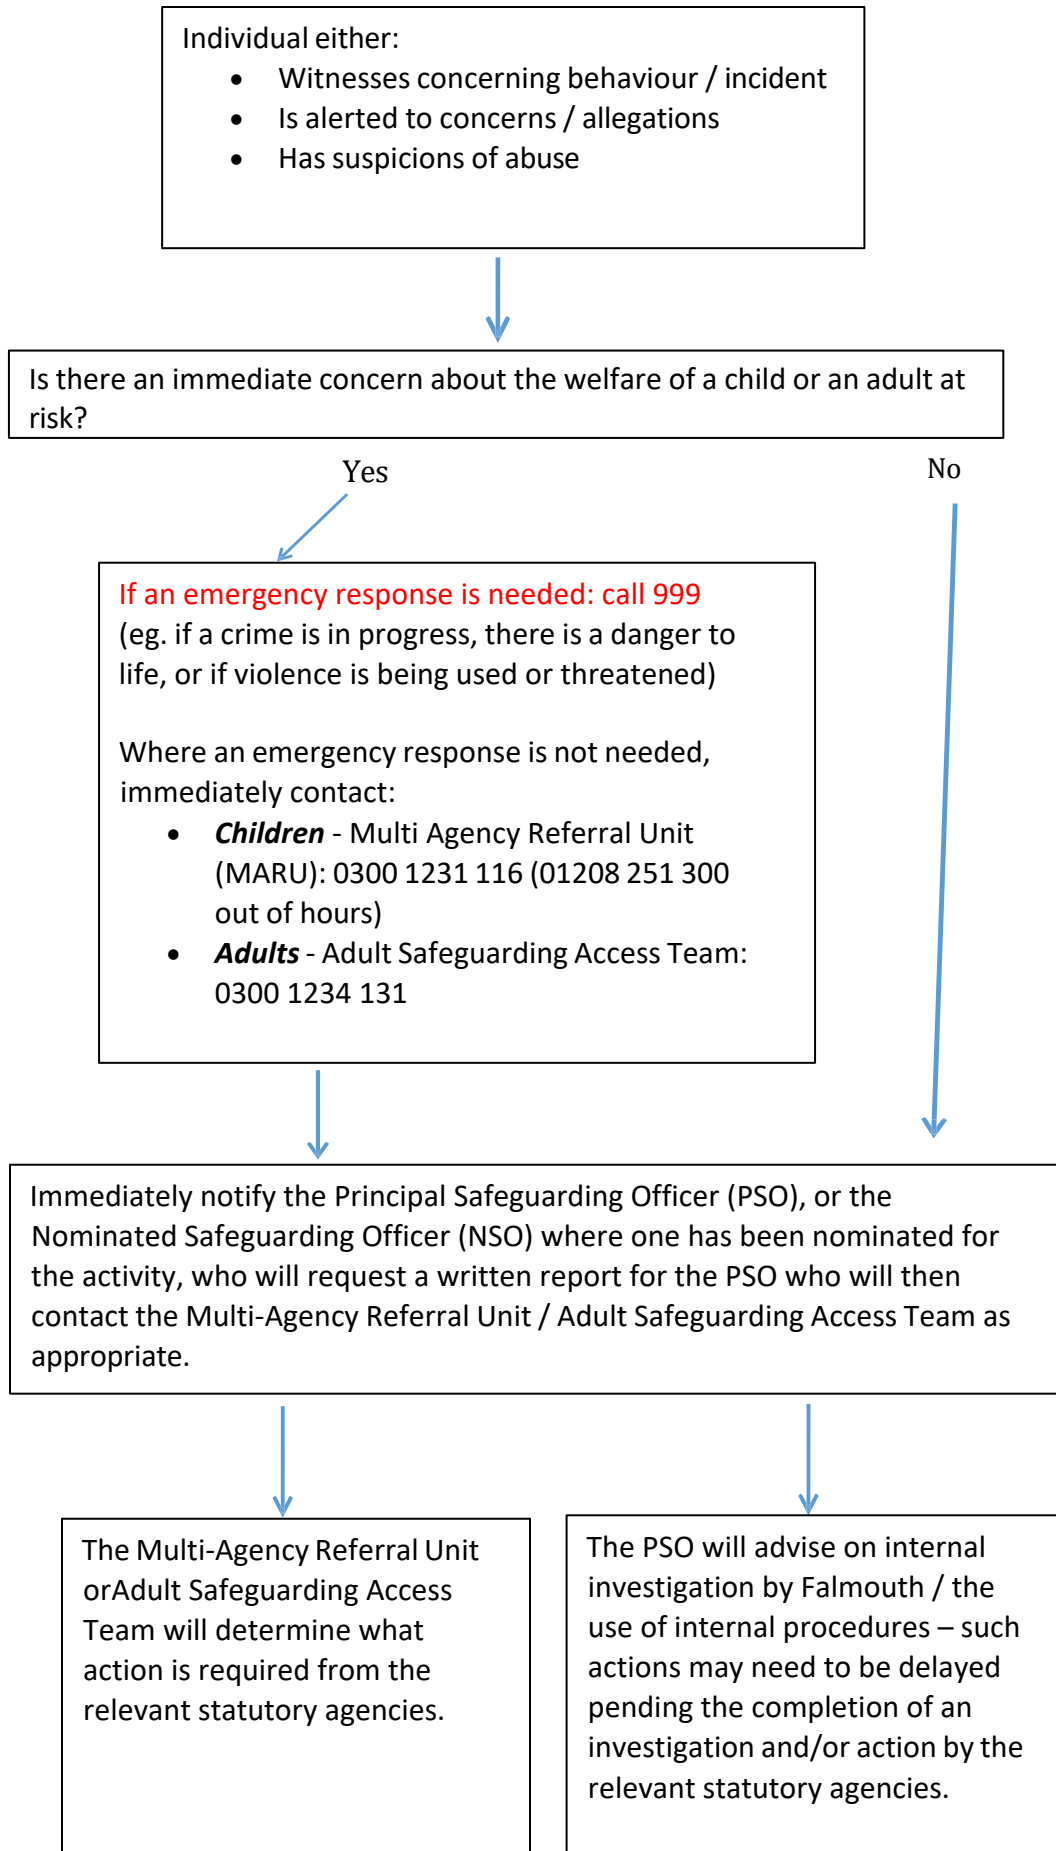 Individual either:
• Witnesses concerning behaviour / incident
• Is alerted to concerns / allegations
• Has suspicions of abuse
Is there an immediate concern about the welfare of a child or an adult at
risk?
Yes
No
If an emergency response is needed: call 999
(eg. if a crime is in progress, there is a danger to
life, or if violence is being used or threatened)
Where an emergency response is not needed,
immediately contact:
• Children - Multi Agency Referral Unit
(MARU): 0300 1231 116 (01208 251 300
out of hours)
• Adults - Adult Safeguarding Access Team:
0300 1234 131
Immediately notify the Principal Safeguarding Officer (PSO), or the
Nominated Safeguarding Officer (NSO) where one has been nominated for
the activity, who will request a written report for the PSO who will then
contact the Multi-Agency Referral Unit / Adult Safeguarding Access Team as
appropriate.
The Multi-Agency Referral Unit
orAdult Safeguarding Access
Team will determine what
action is required from the
relevant statutory agencies.
The PSO will advise on internal
investigation by Falmouth / the
use of internal procedures – such
actions may need to be delayed
pending the completion of an
investigation and/or action by the
relevant statutory agencies.